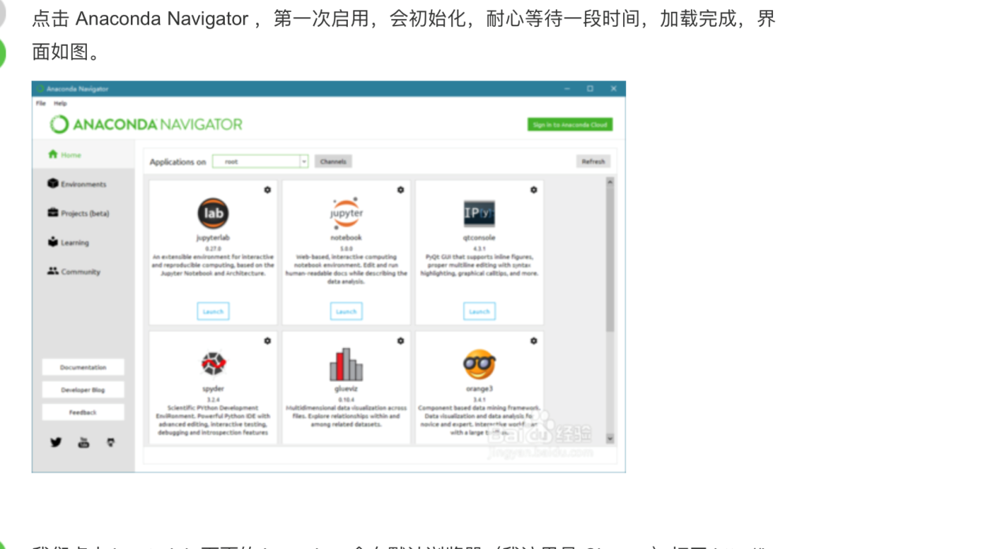 点击 Anaconda Navigator ，第一次启用，会初始化，耐心等待一段时间，加载完成，界
面如图。
Anaconda Navigator
File Help
ANACONDA NAVIGATOR
Sign in to Anaconda Cloud
Home
Environments
Projects (beta)
Learning
Community
Documentation
Developer Blog
Feedback
Applications on root Channels Refresh
jupyterlab
0.27.0
An extensible environment for interactive
and reproducible computing, based on the
Jupyter Notebook and Architecture.
Launch
notebook
5.0.0
Web-based, interactive computing
notebook environment. Edit and run
human-readable docs while describing the
data analysis.
Launch
qtconsole
4.3.1
PyQt GUI that supports inline figures,
proper multiline editing with syntax
highlighting, graphical calltips, and more.
Launch
spyder
3.2.4
Scientific PYthon Development
EnviRonment. Powerful Python IDE with
advanced editing, interactive testing,
debugging and introspection features
glueviz
0.10.4
Multidimensional data visualization across
files. Explore relationships within and
among related datasets.
orange3
3.4.1
Component based data mining framework.
Data visualization and data analysis for
novice and expert. Interactive
with a large
lab
jupyter
IP[y]
Baidu经验
jingyan.baidu.com